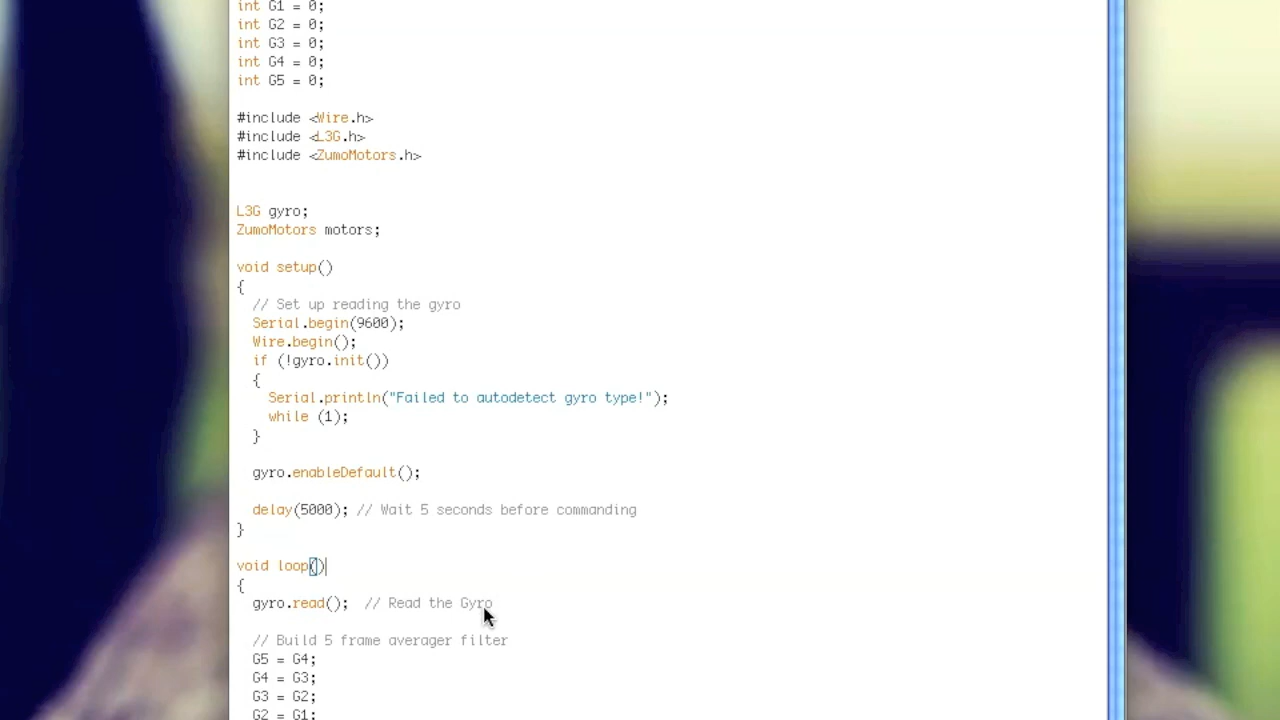 int G1 = 0;
int G2 = 0;
int G3 = 0;
int G4 = 0;
int G5 = 0;
#include <Wire.h>
#include <L3G.h>
#include <ZumoMotors.h>
L3G gyro;
ZumoMotors motors;
void setup()
{
// Set up reading the gyro
Serial.begin(9600);
Wire.begin();
if (!gyro.init())
{
Serial.println("Failed to autodetect gyro type!");
while (1);
}
gyro.enableDefault();
delay(5000); // Wait 5 seconds before commanding
}
void loop()
{
gyro.read(); // Read the Gyro
// Build 5 frame averager filter
G5 = G4;
G4 = G3;
G3 = G2;
G2 = G1;